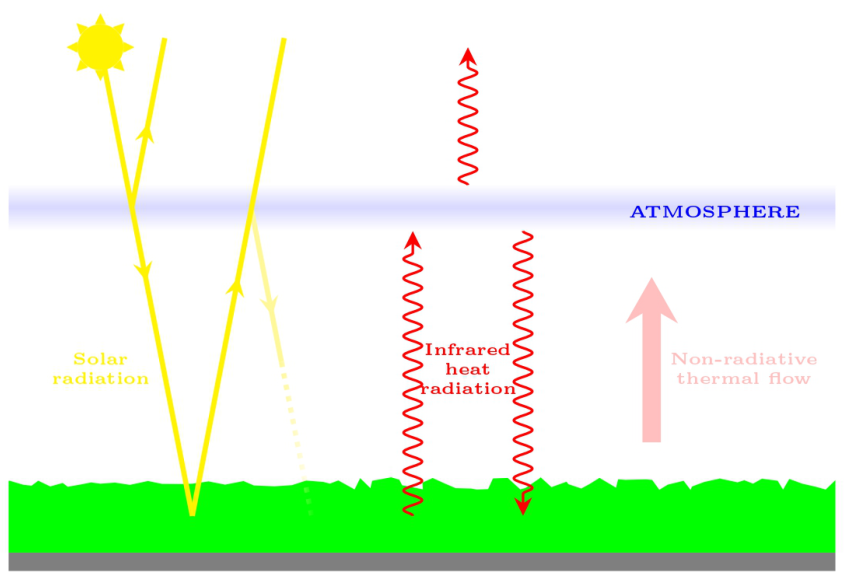 ATMOSPHERE
Solar
radiation
Infrared
heat
radiation
Non-radiative
thermal flow